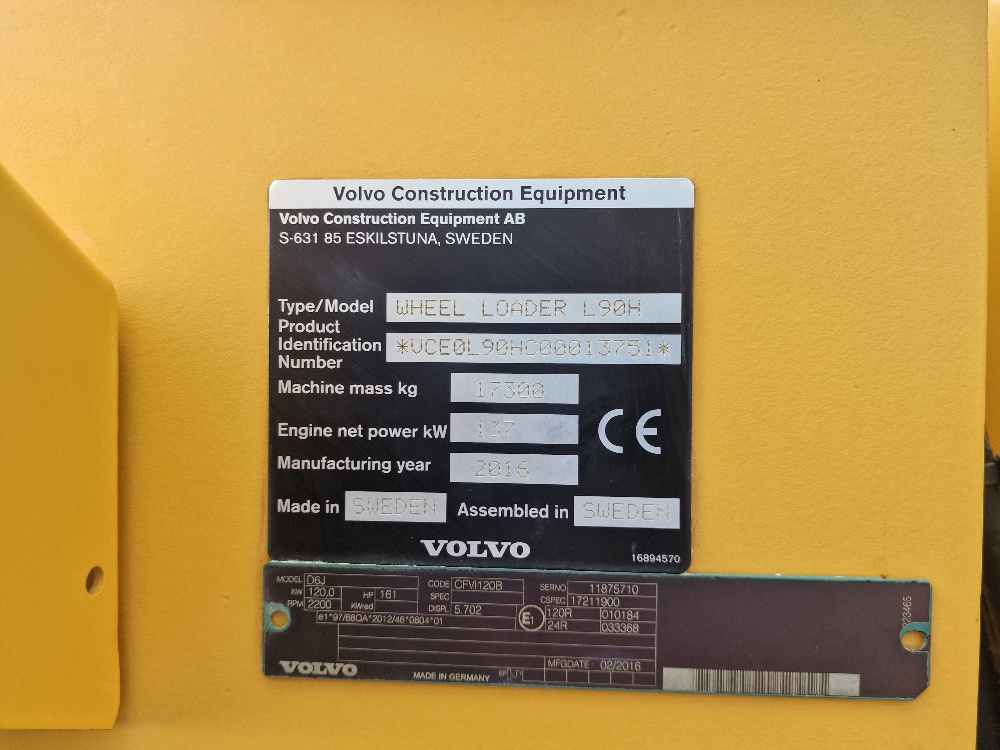 Volvo Construction Equipment
Volvo Construction Equipment AB
S-631 85 ESKILSTUNA, SWEDEN
Type/Model WHEEL LOADER L90H
Product Identification Number *VCE0L90HC00013751*
Machine mass kg 17300
Engine net power kW 137
CE
Manufacturing year 2016
Made in SWEDEN Assembled in SWEDEN
VOLVO
16894570
MODEL D6J CODE CFVI120B SERNO 11875710
KW 120,0 HP 161 SPEC CSPEC 17211900
RPM 2200 KW/ed DISPL 5.702 E1 120R 010184
e1*97/68QA*2012/46*0804*01 24R 033368
MFGDATE 02/2016
VOLVO MADE IN GERMANY
223465